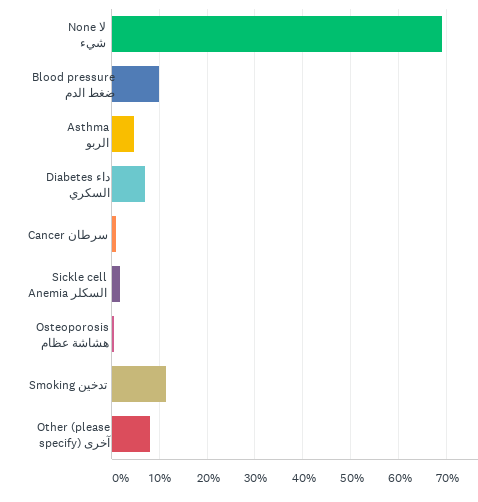 None لا
شيء
Blood pressure
ضغط الدم
Asthma
الربو
Diabetes داء
السكري
Cancer سرطان
Sickle cell
Anemia السكلر
Osteoporosis
هشاشة عظام
Smoking تدخين
Other (please
specify) آخرى
0% 10% 20% 30% 40% 50% 60% 70%